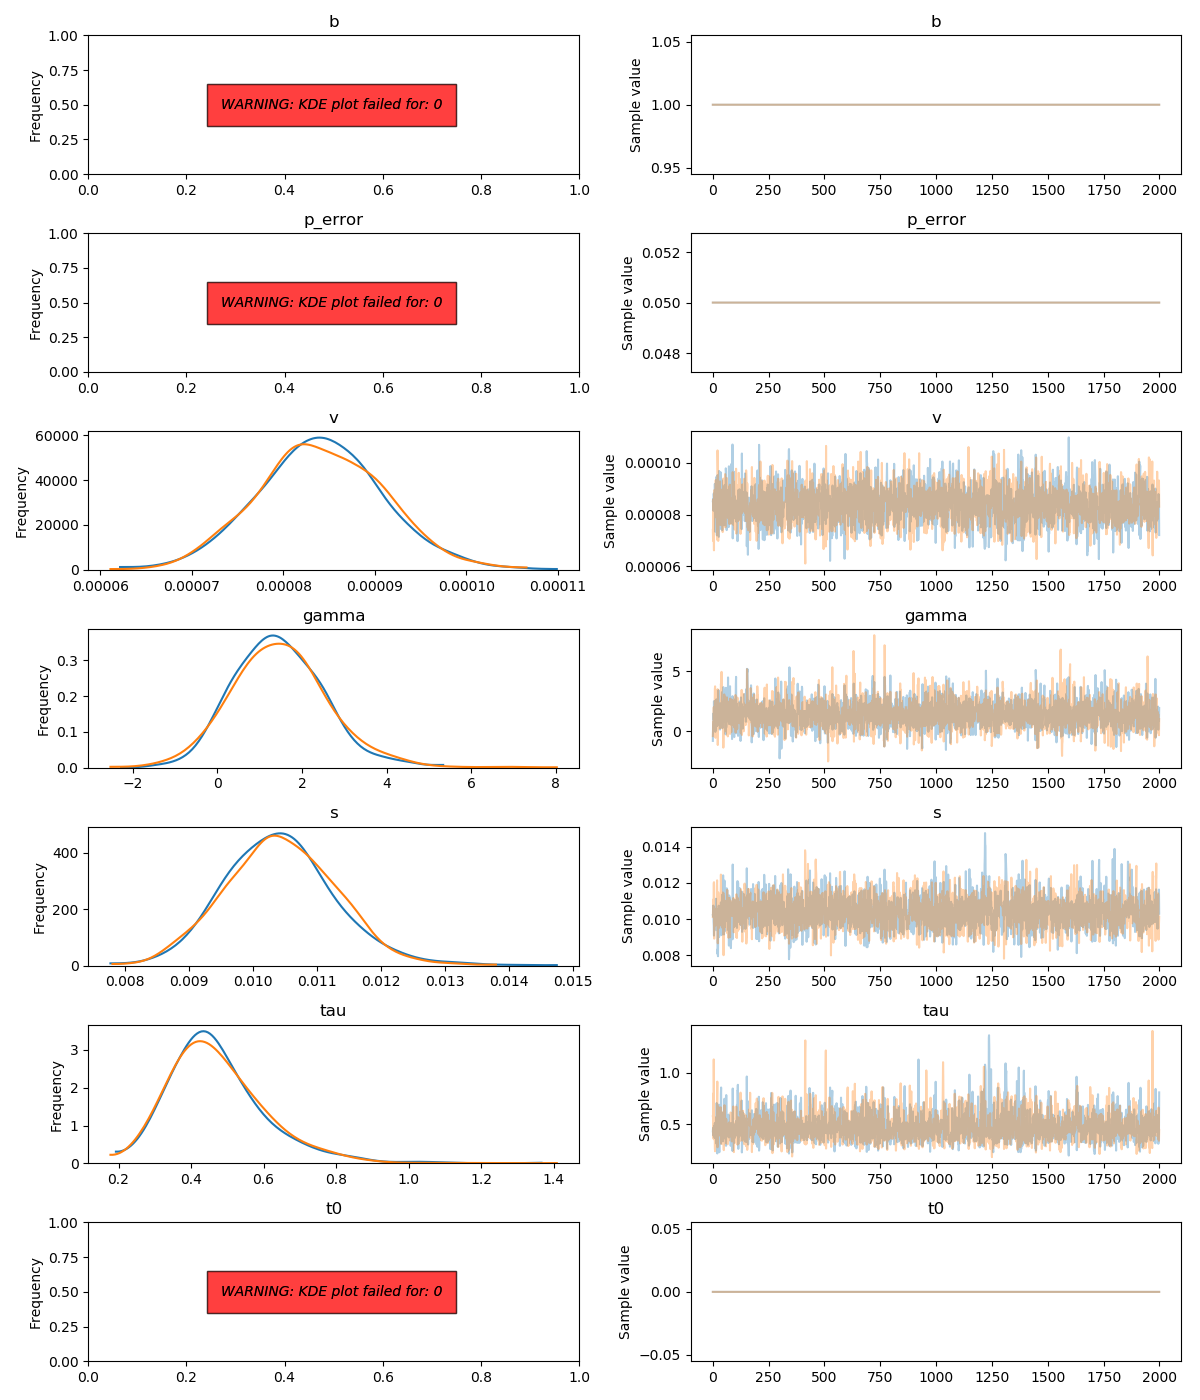 b
1.00
0.75
0.50
0.25
0.00
Frequency
WARNING: KDE plot failed for: 0
0.0 0.2 0.4 0.6 0.8 1.0
b
1.05
1.00
0.95
Sample value
0 250 500 750 1000 1250 1500 1750 2000
p_error
1.00
0.75
0.50
0.25
0.00
Frequency
WARNING: KDE plot failed for: 0
0.0 0.2 0.4 0.6 0.8 1.0
p_error
0.052
0.050
0.048
Sample value
0 250 500 750 1000 1250 1500 1750 2000
v
60000
40000
20000
0
Frequency
0.00006 0.00007 0.00008 0.00009 0.00010 0.00011
v
0.00010
0.00008
0.00006
Sample value
0 250 500 750 1000 1250 1500 1750 2000
gamma
0.3
0.2
0.1
0.0
Frequency
−2 0 2 4 6 8
gamma
5
0
Sample value
0 250 500 750 1000 1250 1500 1750 2000
s
400
200
0
Frequency
0.008 0.009 0.010 0.011 0.012 0.013 0.014 0.015
s
0.014
0.012
0.010
0.008
Sample value
0 250 500 750 1000 1250 1500 1750 2000
tau
3
2
1
0
Frequency
0.2 0.4 0.6 0.8 1.0 1.2 1.4
tau
1.0
0.5
Sample value
0 250 500 750 1000 1250 1500 1750 2000
t0
1.00
0.75
0.50
0.25
0.00
Frequency
WARNING: KDE plot failed for: 0
0.0 0.2 0.4 0.6 0.8 1.0
t0
0.05
0.00
−0.05
Sample value
0 250 500 750 1000 1250 1500 1750 2000